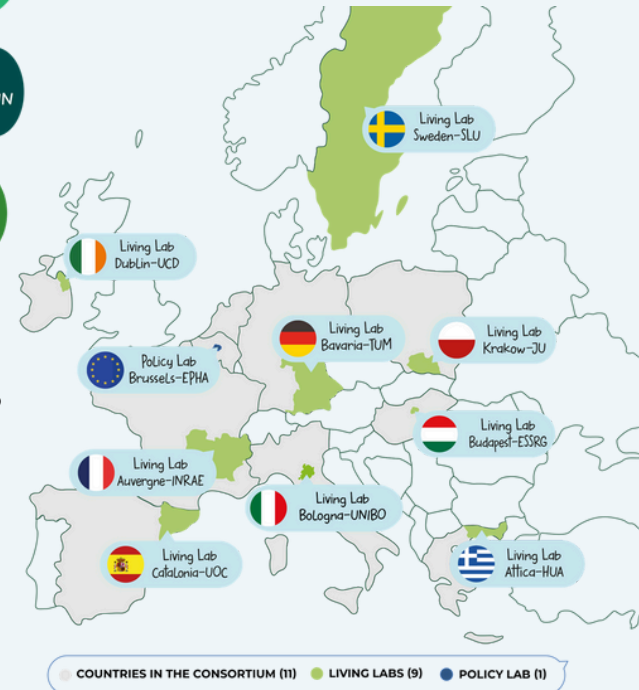 IN
Living Lab
Sweden-SLU
Living Lab
Dublin-UCD
Living Lab
Bavaria-TUM
Living Lab
Krakow-JU
Policy Lab
Brussels-EPHA
Living Lab
Budapest-ESSRG
Living Lab
Auvergne-INRAE
Living Lab
Bologna-UNIBO
Living Lab
Catalonia-UOC
Living Lab
Attica-HUA
COUNTRIES IN THE CONSORTIUM (11) LIVING LABS (9) POLICY LAB (1)